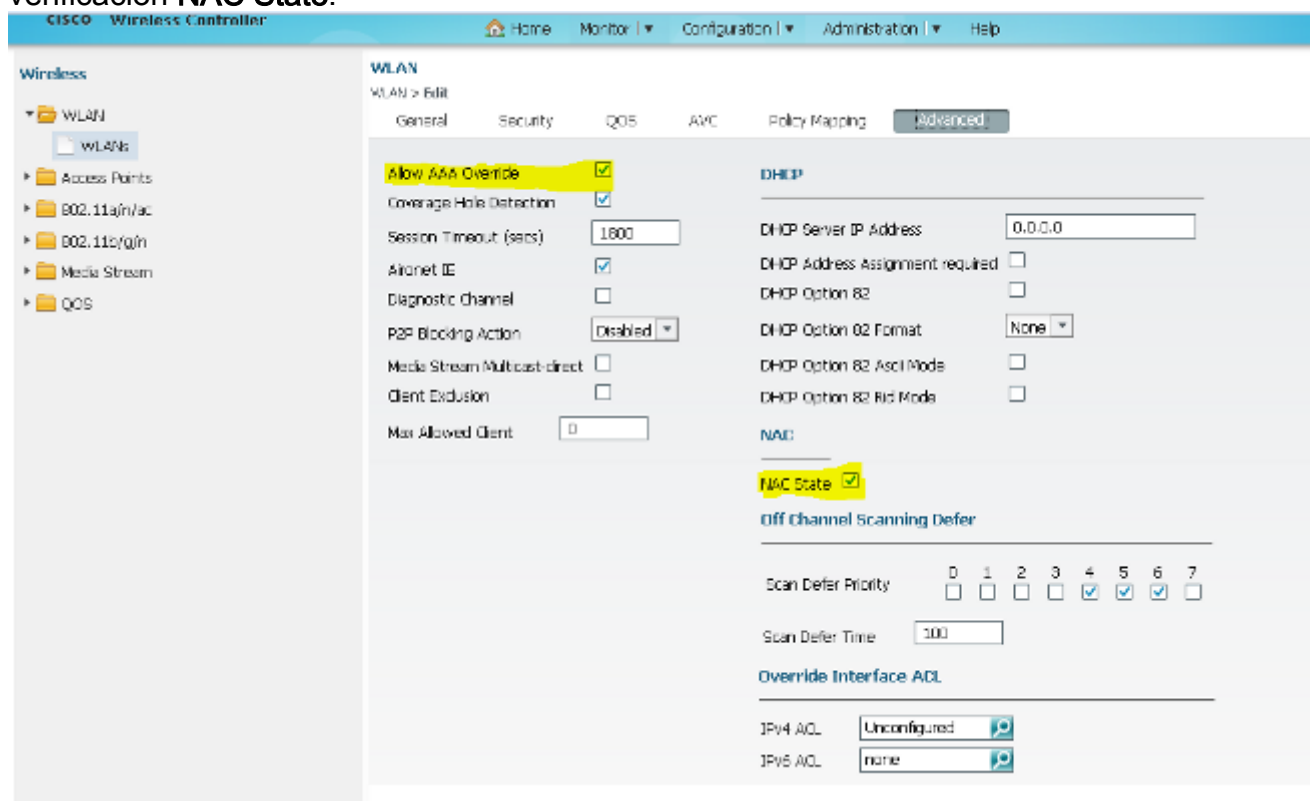 verificación NAC State.
CISCO Wireless Controller
Home Monitor Configuration Administration Help
Wireless
WLAN
WLANs
Access Points
802.11a/n/ac
802.11b/g/n
Media Stream
QOS
WLAN
WLAN > Edit
General Security QOS AVC Policy Mapping Advanced
Allow AAA Override
Coverage Hole Detection
Session Timeout (secs) 1800
Aironet IE
Diagnostic Channel
P2P Blocking Action Disabled
Media Stream Multicast-direct
Client Exclusion
Max Allowed Client 0
DHCP
DHCP Server IP Address 0.0.0.0
DHCP Address Assignment required
DHCP Option 82
DHCP Option 82 Format None
DHCP Option 82 Ascii Mode
DHCP Option 82 Rid Mode
NAC
NAC State
Off Channel Scanning Defer
Scan Defer Priority 0 1 2 3 4 5 6 7
Scan Defer Time 100
Override Interface ACL
IPv4 ACL Unconfigured
IPv6 ACL none